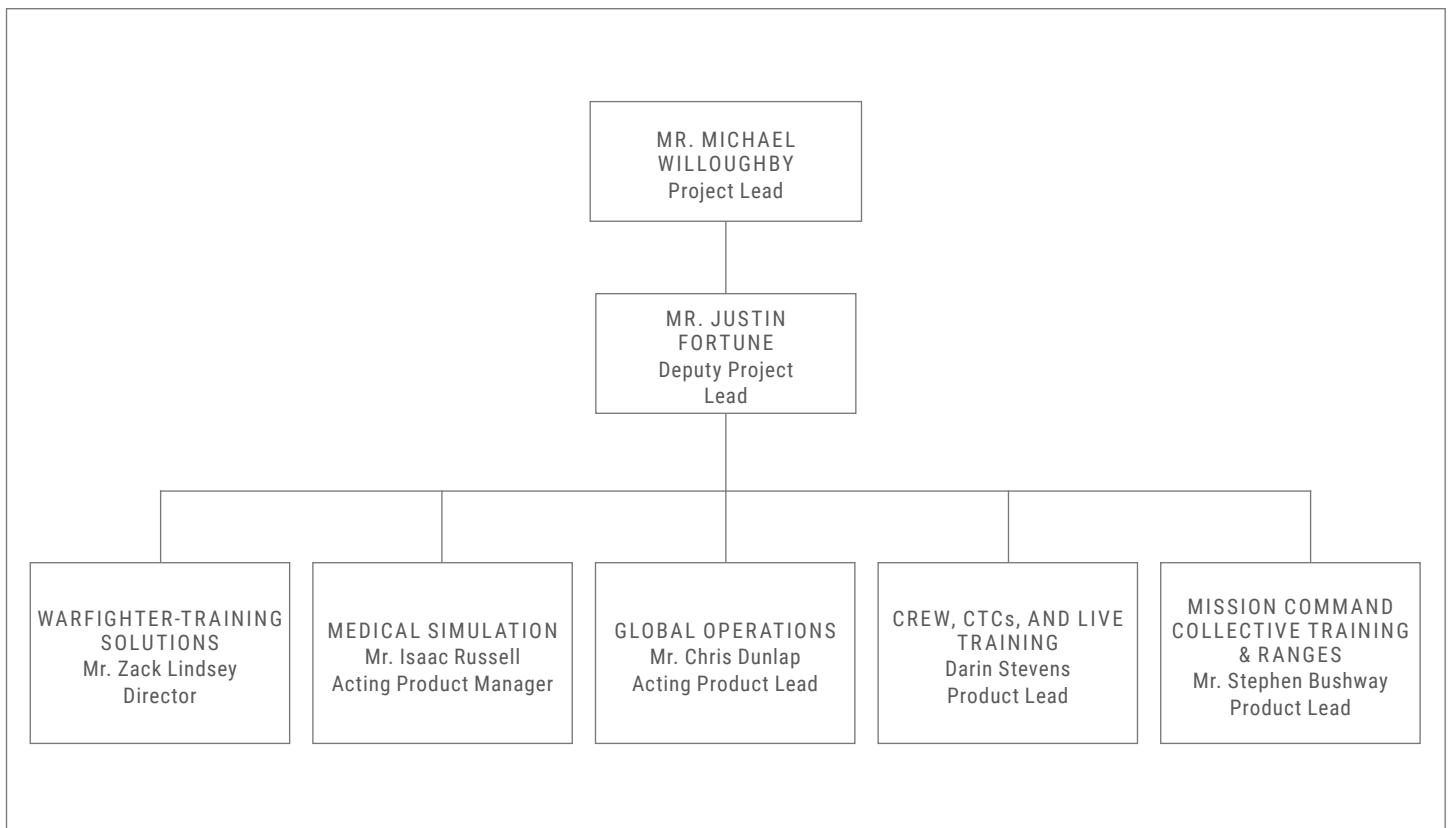 MR. MICHAEL
WILLOUGHBY
Project Lead
MR. JUSTIN
FORTUNE
Deputy Project
Lead
WARFIGHTER-TRAINING
SOLUTIONS
Mr. Zack Lindsey
Director
MEDICAL SIMULATION
Mr. Isaac Russell
Acting Product Manager
GLOBAL OPERATIONS
Mr. Chris Dunlap
Acting Product Lead
CREW, CTCs, AND LIVE
TRAINING
Darin Stevens
Product Lead
MISSION COMMAND
COLLECTIVE TRAINING
& RANGES
Mr. Stephen Bushway
Product Lead